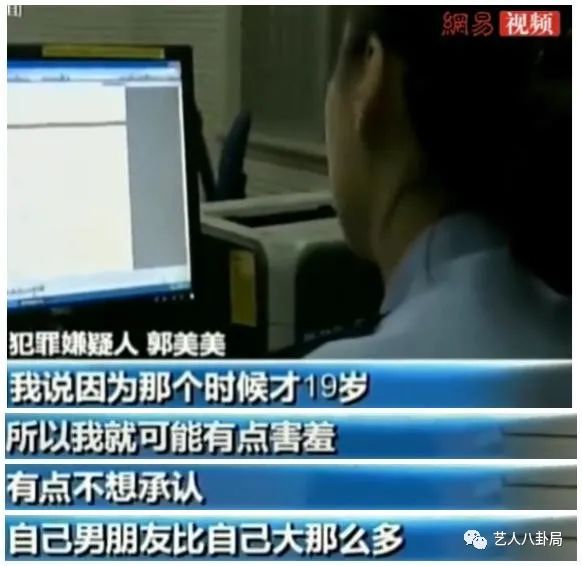 網易视频
犯罪嫌疑人 郭美美
我说因为那个时候才19岁
所以我就可能有点害羞
有点不想承认
自己男朋友比自己大那么多
艺人八卦局